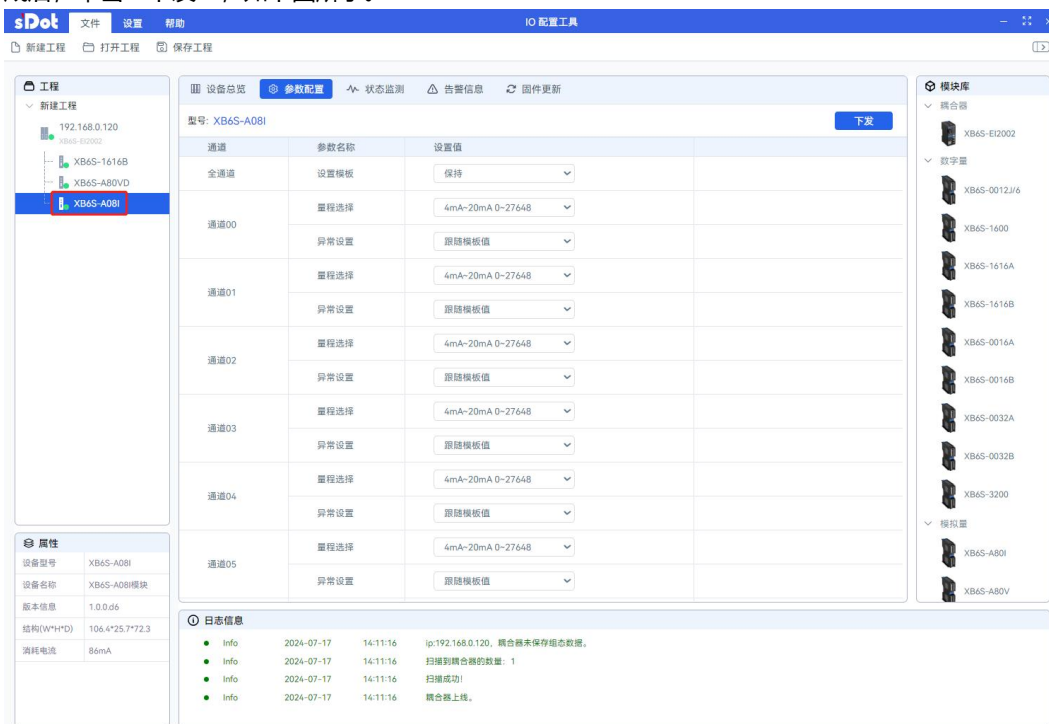 sDot 文件 设置 帮助 IO 配置工具
新建工程 打开工程 保存工程
工程
新建工程
192.168.0.120
XB6S-EI2002
XB6S-1616B
XB6S-A80VD
XB6S-A08I
设备总览 参数配置 状态监测 告警信息 固件更新
型号: XB6S-A08I 下发
通道 参数名称 设置值
全通道 设置模板 保持
通道00 量程选择 4mA~20mA 0~27648
异常设置 跟随模板值
通道01 量程选择 4mA~20mA 0~27648
异常设置 跟随模板值
通道02 量程选择 4mA~20mA 0~27648
异常设置 跟随模板值
通道03 量程选择 4mA~20mA 0~27648
异常设置 跟随模板值
通道04 量程选择 4mA~20mA 0~27648
异常设置 跟随模板值
通道05 量程选择 4mA~20mA 0~27648
异常设置 跟随模板值
模块库
耦合器
XB6S-EI2002
数字量
XB6S-0012J/6
XB6S-1600
XB6S-1616A
XB6S-1616B
XB6S-0016A
XB6S-0016B
XB6S-0032A
XB6S-0032B
XB6S-3200
模拟量
XB6S-A80I
XB6S-A80V
属性
设备型号 XB6S-A08I
设备名称 XB6S-A08I模块
版本信息 1.0.0.d6
结构(W*H*D) 106.4*25.7*72.3
消耗电流 86mA
日志信息
Info 2024-07-17 14:11:16 ip:192.168.0.120, 耦合器未保存组态数据。
Info 2024-07-17 14:11:16 扫描到耦合器的数量: 1
Info 2024-07-17 14:11:16 扫描成功!
Info 2024-07-17 14:11:16 耦合器上线。